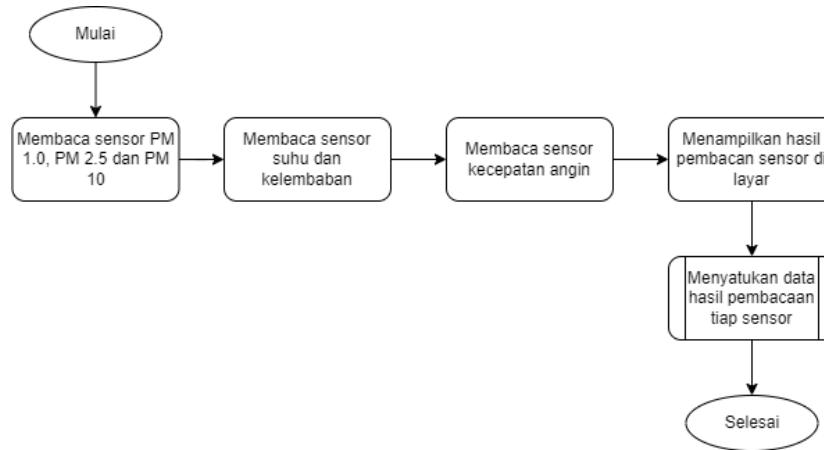 Mulai
Membaca sensor PM
1.0, PM 2.5 dan PM
10
Membaca sensor
suhu dan
kelembaban
Membaca sensor
kecepatan angin
Menampilkan hasil
pembacan sensor di
layar
Menyatukan data
hasil pembacaan
tiap sensor
Selesai